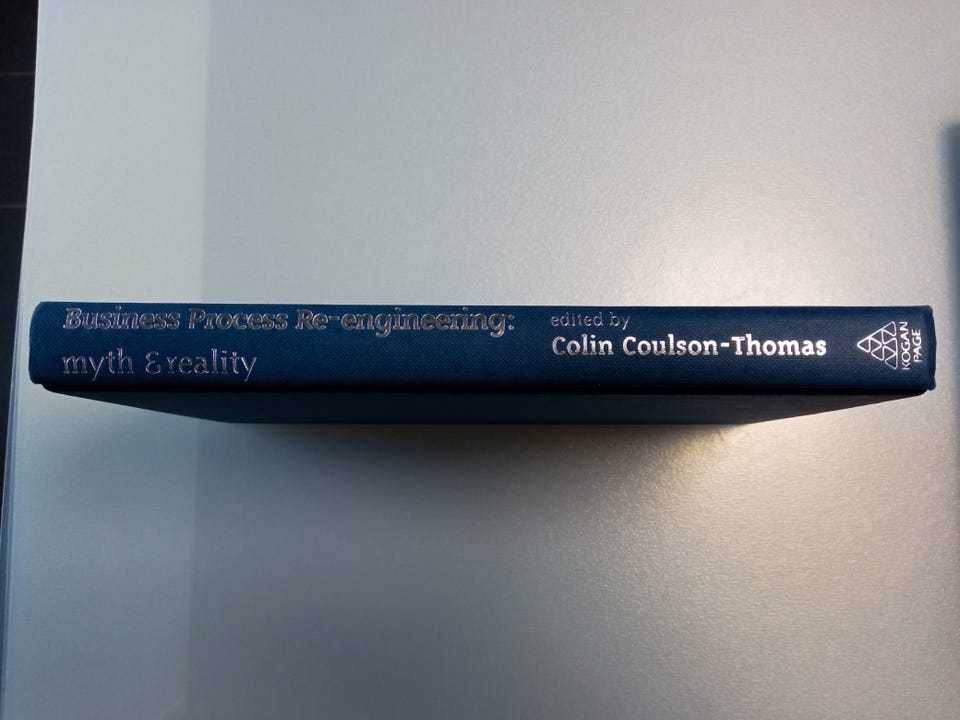 Business Process Re-engineering:
myth & reality
edited by
Colin Coulson-Thomas
KOGAN
PAGE